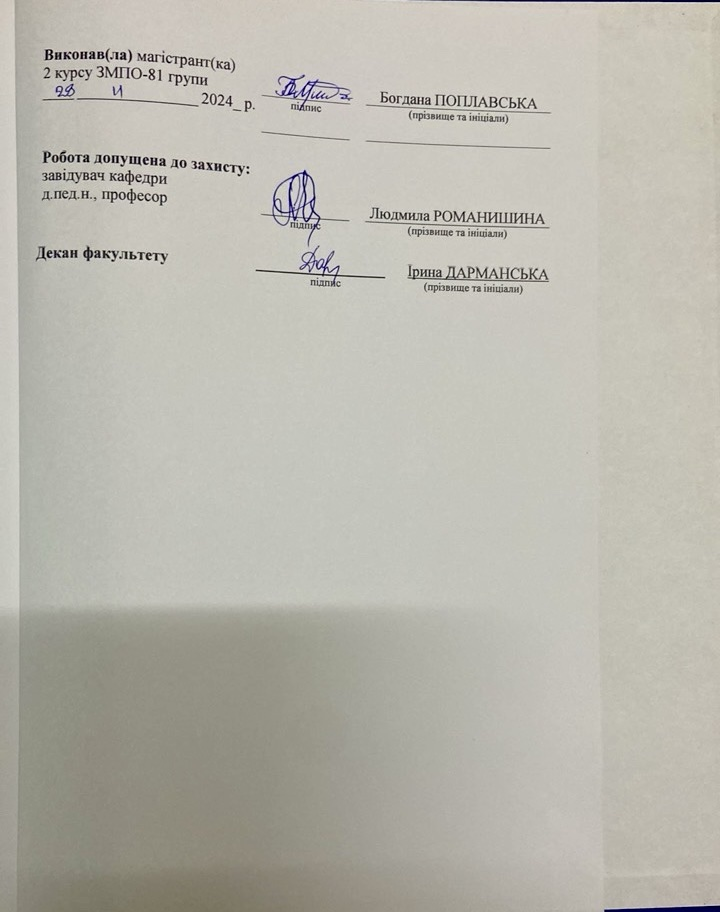 Виконав(ла) магістрант(ка)
2 курсу ЗМПО-81 групи
28 11 2024_ р.
підпис
Богдана ПОПЛАВСЬКА
(прізвище та ініціали)
Робота допущена до захисту:
завідувач кафедри
д.пед.н., професор
підпис
Людмила РОМАНИШИНА
(прізвище та ініціали)
Декан факультету
підпис
Ірина ДАРМАНСЬКА
(прізвище та ініціали)